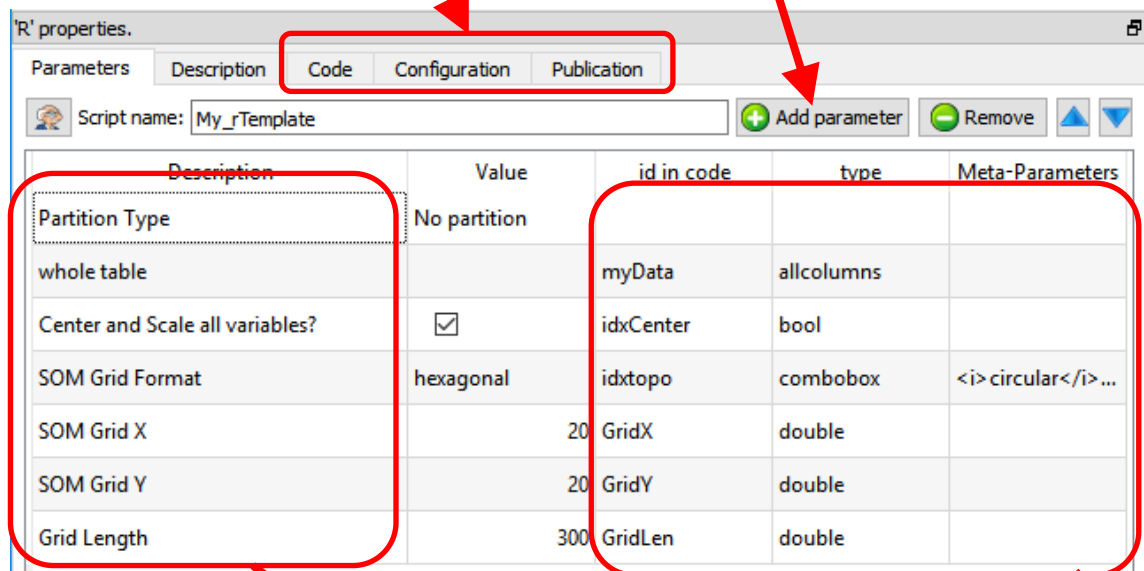 'R' properties.
Parameters Description Code Configuration Publication
Script name: My_rTemplate Add parameter Remove
Description Value id in code type Meta-Parameters
Partition Type No partition
whole table myData allcolumns
Center and Scale all variables? idxCenter bool
SOM Grid Format hexagonal idxtopo combobox <i>circular</i>...
SOM Grid X 20 GridX double
SOM Grid Y 20 GridY double
Grid Length 300 GridLen double